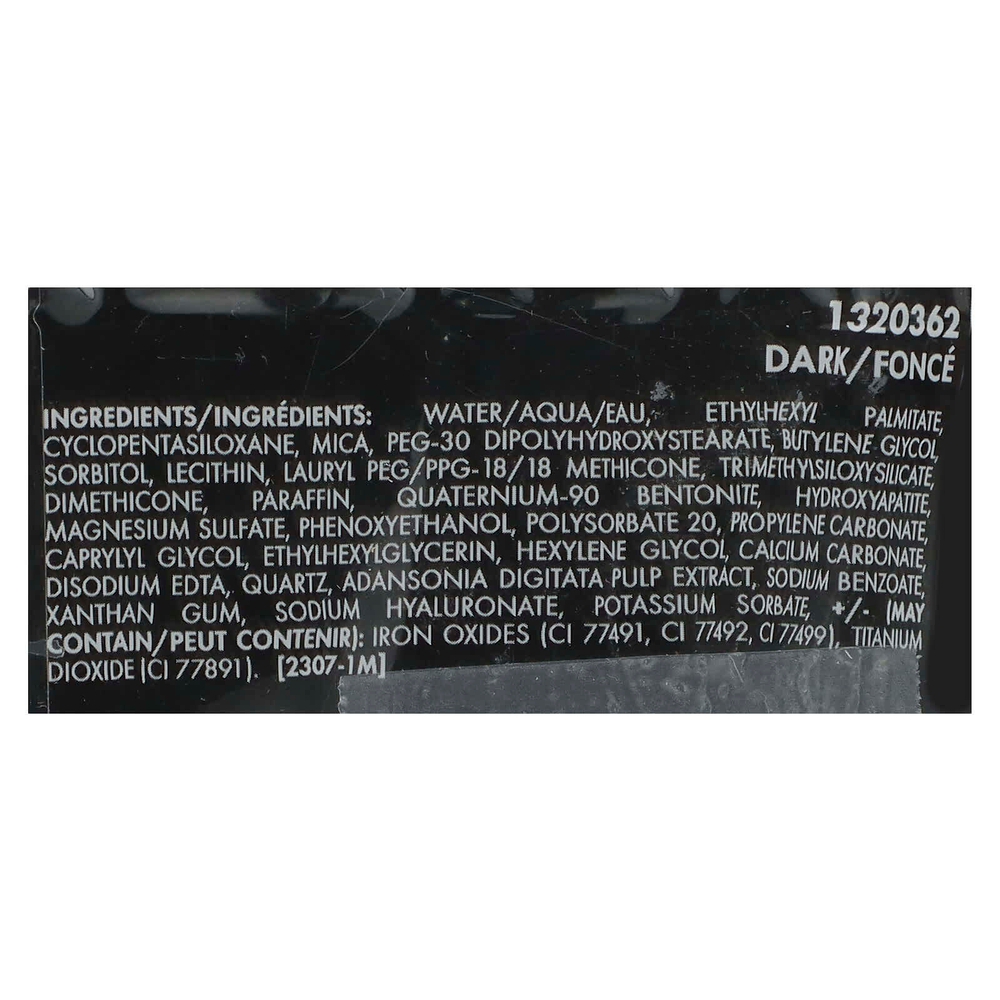 1320362
DARK/FONCÉ
INGREDIENTS/INGRÉDIENTS: WATER/AQUA/EAU, ETHYLHEXYL PALMITATE,
CYCLOPENTASILOXANE, MICA, PEG-30 DIPOLYHYDROXYSTEARATE, BUTYLENE GLYCOL,
SORBITOL, LECITHIN, LAURYL PEG/PPG-18/18 METHICONE, TRIMETHYLSILOXYSILICATE,
DIMETHICONE, PARAFFIN, QUATERNIUM-90 BENTONITE, HYDROXYAPATITE,
MAGNESIUM SULFATE, PHENOXYETHANOL, POLYSORBATE 20, PROPYLENE CARBONATE,
CAPRYLYL GLYCOL, ETHYLHEXYLGLYCERIN, HEXYLENE GLYCOL, CALCIUM CARBONATE,
DISODIUM EDTA, QUARTZ, ADANSONIA DIGITATA PULP EXTRACT, SODIUM BENZOATE,
XANTHAN GUM, SODIUM HYALURONATE, POTASSIUM SORBATE, +/- (MAY
CONTAIN/PEUT CONTENIR): IRON OXIDES (CI 77491, CI 77492, CI 77499), TITANIUM
DIOXIDE (CI 77891). [2307-1M]